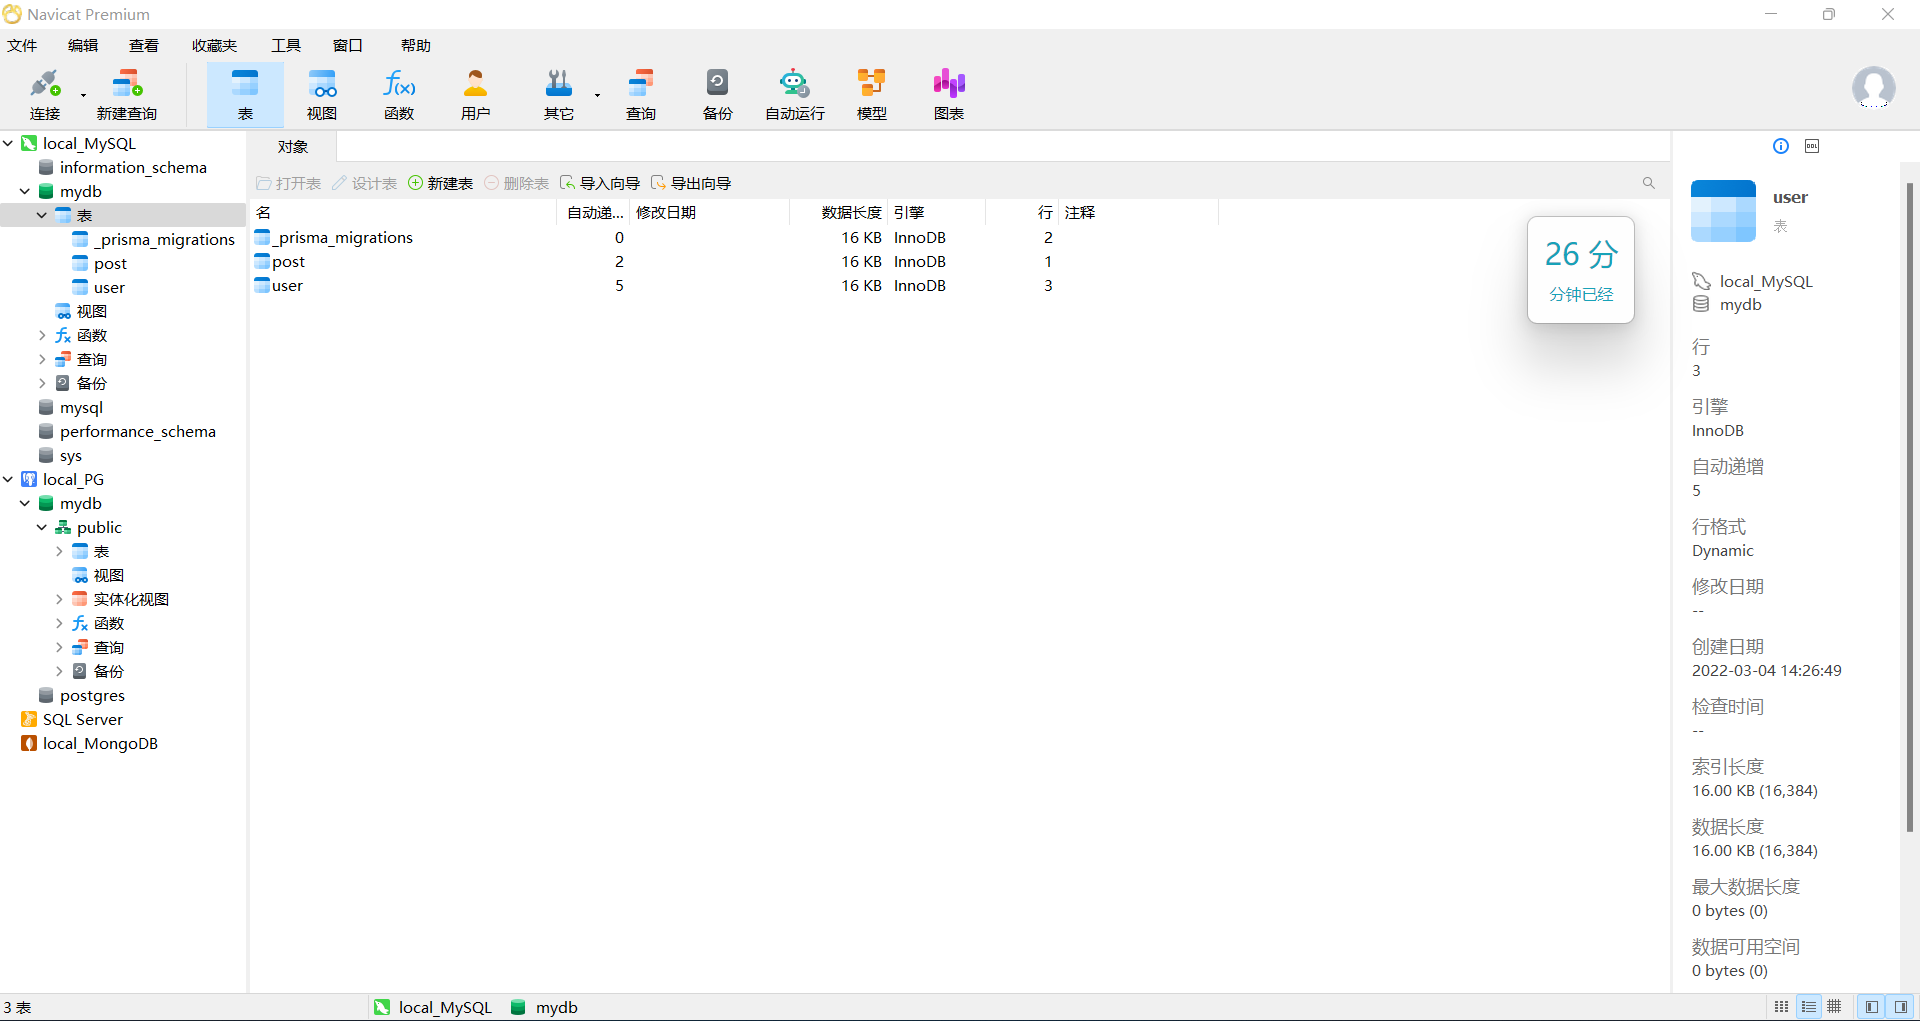 Navicat Premium
文件 编辑 查看 收藏夹 工具 窗口 帮助
连接 新建查询 表 视图 函数 用户 其它 查询 备份 自动运行 模型 图表
local_MySQL
information_schema
mydb
表
_prisma_migrations
post
user
视图
函数
查询
备份
mysql
performance_schema
sys
local_PG
mydb
public
表
视图
实体化视图
函数
查询
备份
postgres
SQL Server
local_MongoDB
对象
打开表 设计表 新建表 删除表 导入向导 导出向导
名 自动递... 修改日期 数据长度 引擎 行 注释
_prisma_migrations 0 16 KB InnoDB 2
post 2 16 KB InnoDB 1
user 5 16 KB InnoDB 3
26 分
分钟已经
DDL
user
表
local_MySQL
mydb
行
3
引擎
InnoDB
自动递增
5
行格式
Dynamic
修改日期
--
创建日期
2022-03-04 14:26:49
检查时间
--
索引长度
16.00 KB (16,384)
数据长度
16.00 KB (16,384)
最大数据长度
0 bytes (0)
数据可用空间
0 bytes (0)
3 表 local_MySQL mydb